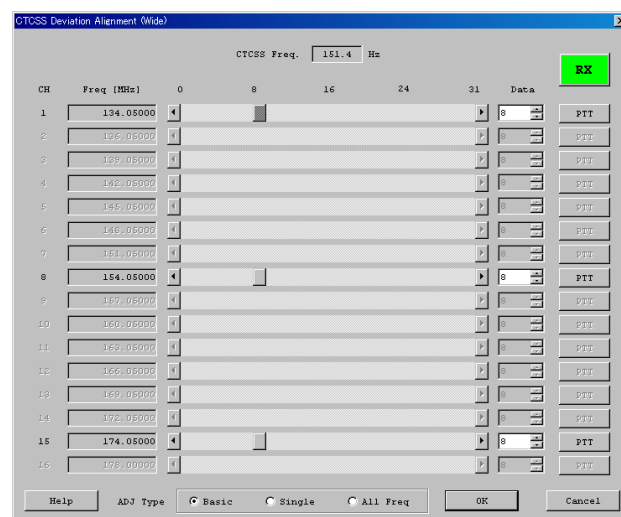 CTCSS Deviation Alignment (Wide)
CTCSS Freq. 151.4 Hz
RX
CH Freq [MHz] 0 8 16 24 31 Data
1 134.05000 8 PTT
2 136.05000 8 PTT
3 139.05000 8 PTT
4 142.05000 8 PTT
5 145.05000 8 PTT
6 148.05000 8 PTT
7 151.05000 8 PTT
8 154.05000 8 PTT
9 157.05000 8 PTT
10 160.05000 8 PTT
11 163.05000 8 PTT
12 166.05000 8 PTT
13 169.05000 8 PTT
14 172.05000 8 PTT
15 174.05000 8 PTT
16 178.00000 8 PTT
Help ADJ Type Basic Single All Freq OK Cancel